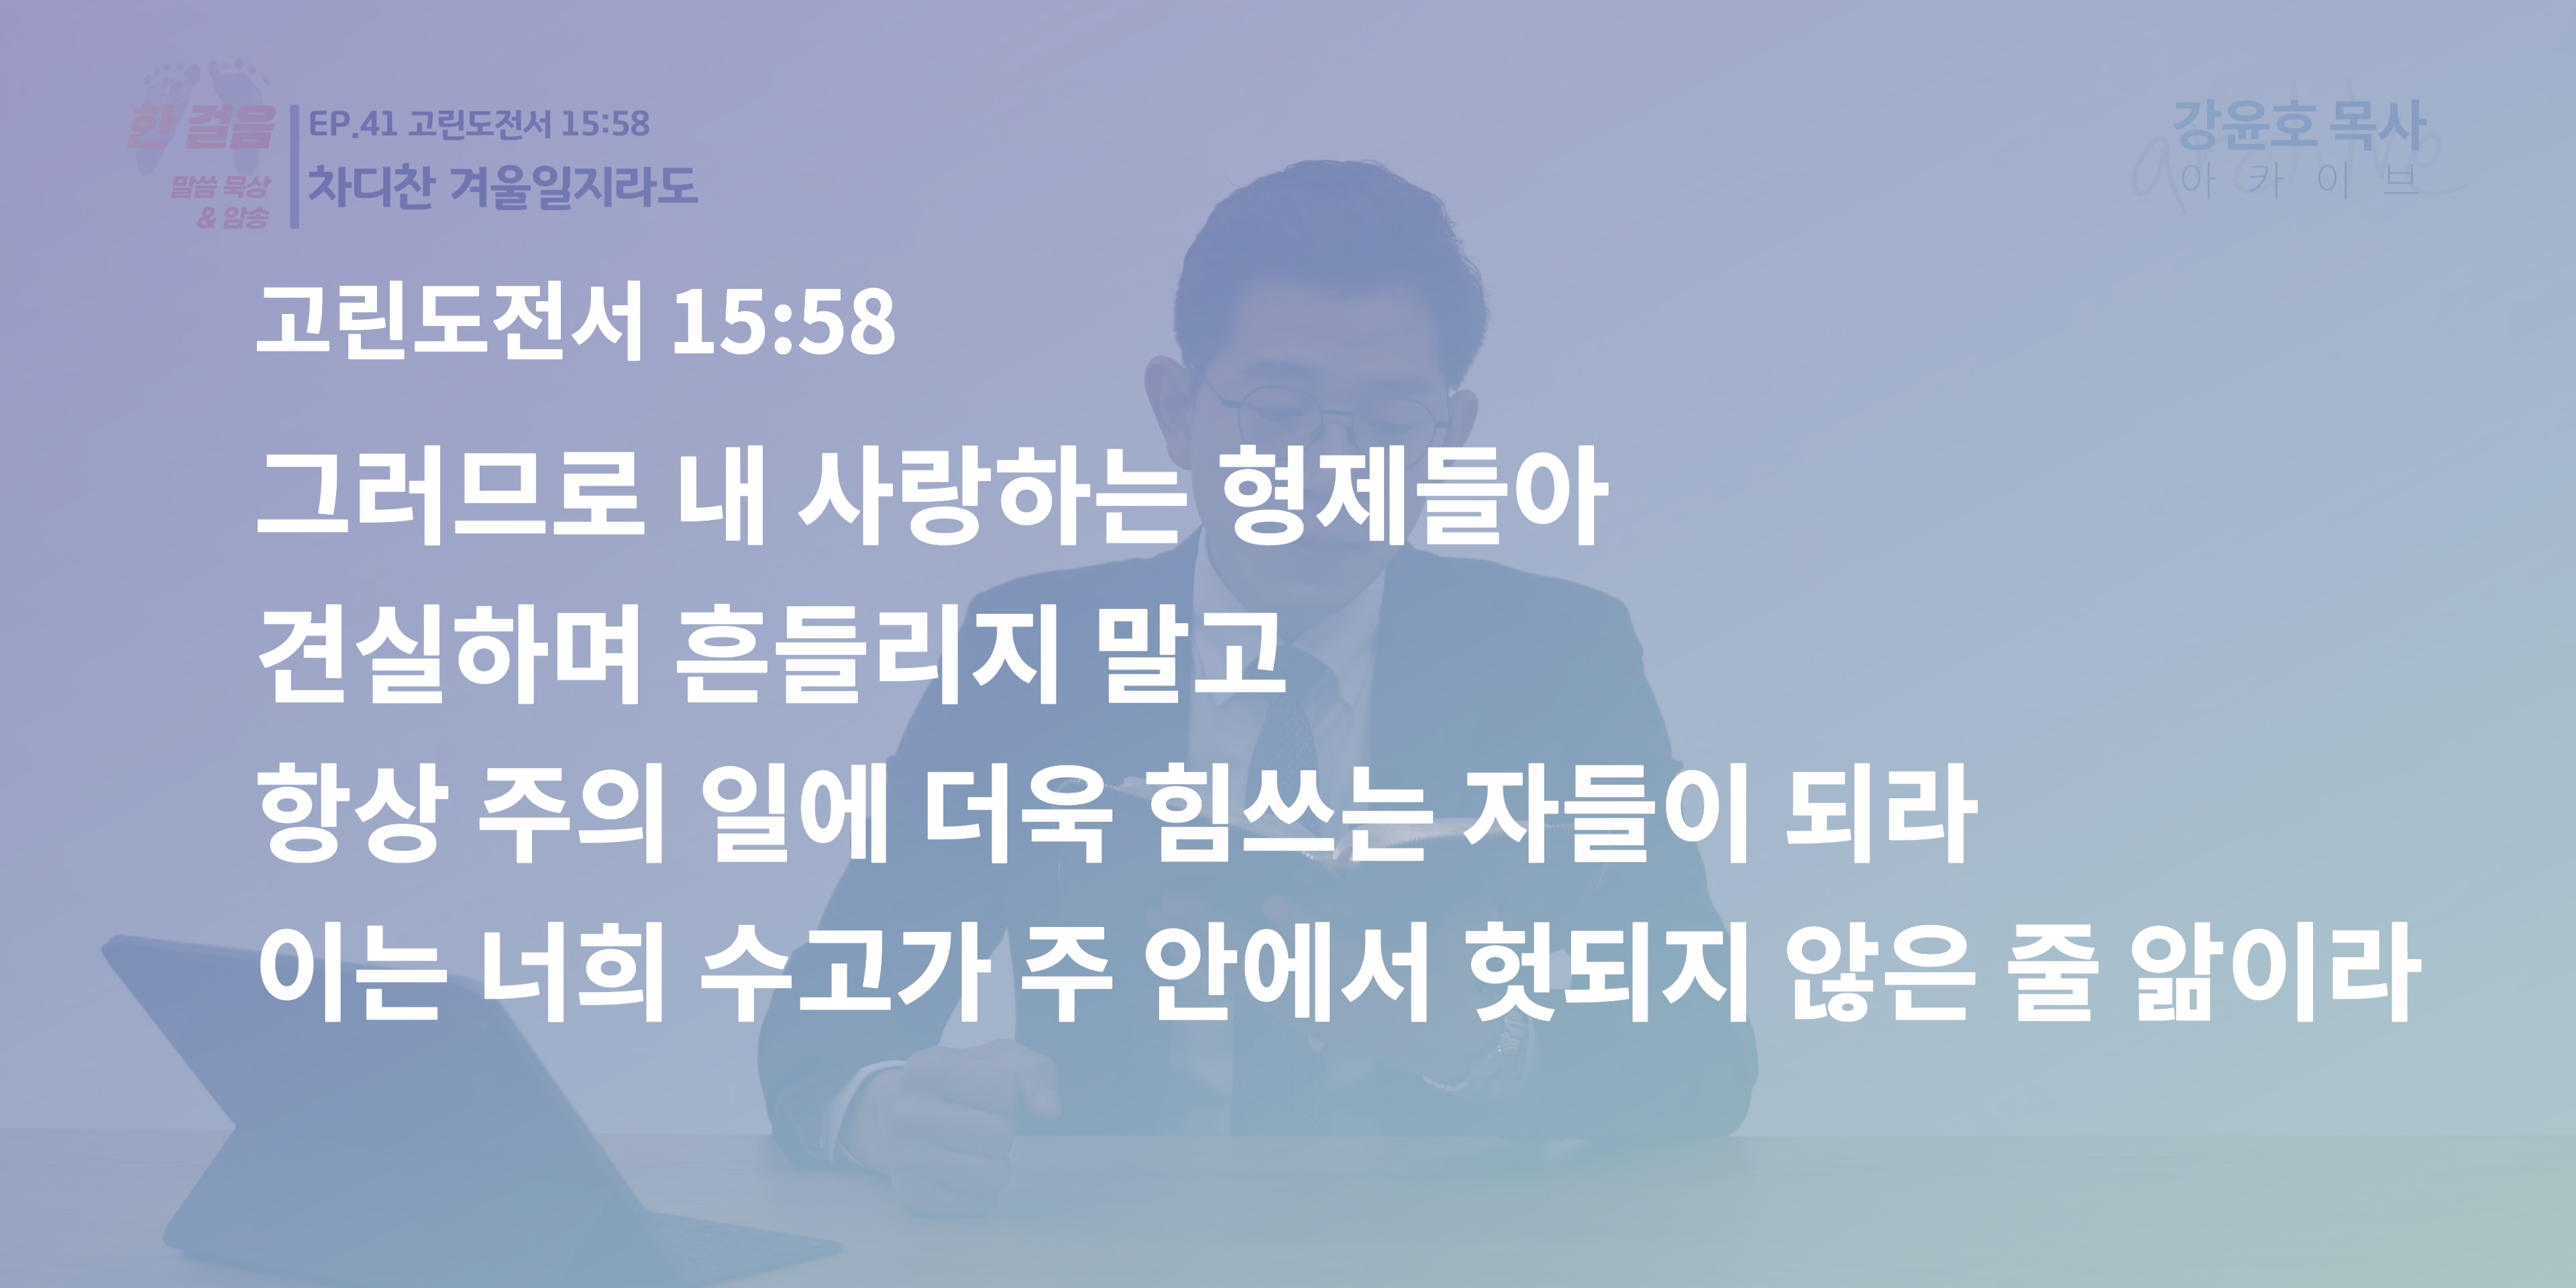 한 걸음
말씀 묵상
& 암송
EP.41 고린도전서 15:58
차디찬 겨울일지라도
강윤호 목사
아카이브
archive
고린도전서 15:58
그러므로 내 사랑하는 형제들아
견실하며 흔들리지 말고
항상 주의 일에 더욱 힘쓰는 자들이 되라
이는 너희 수고가 주 안에서 헛되지 않은 줄 앎이라